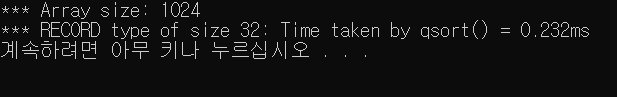 *** Array size: 1024
*** RECORD type of size 32: Time taken by qsort() = 0.232ms
계속하려면 아무 키나 누르십시오 . . .